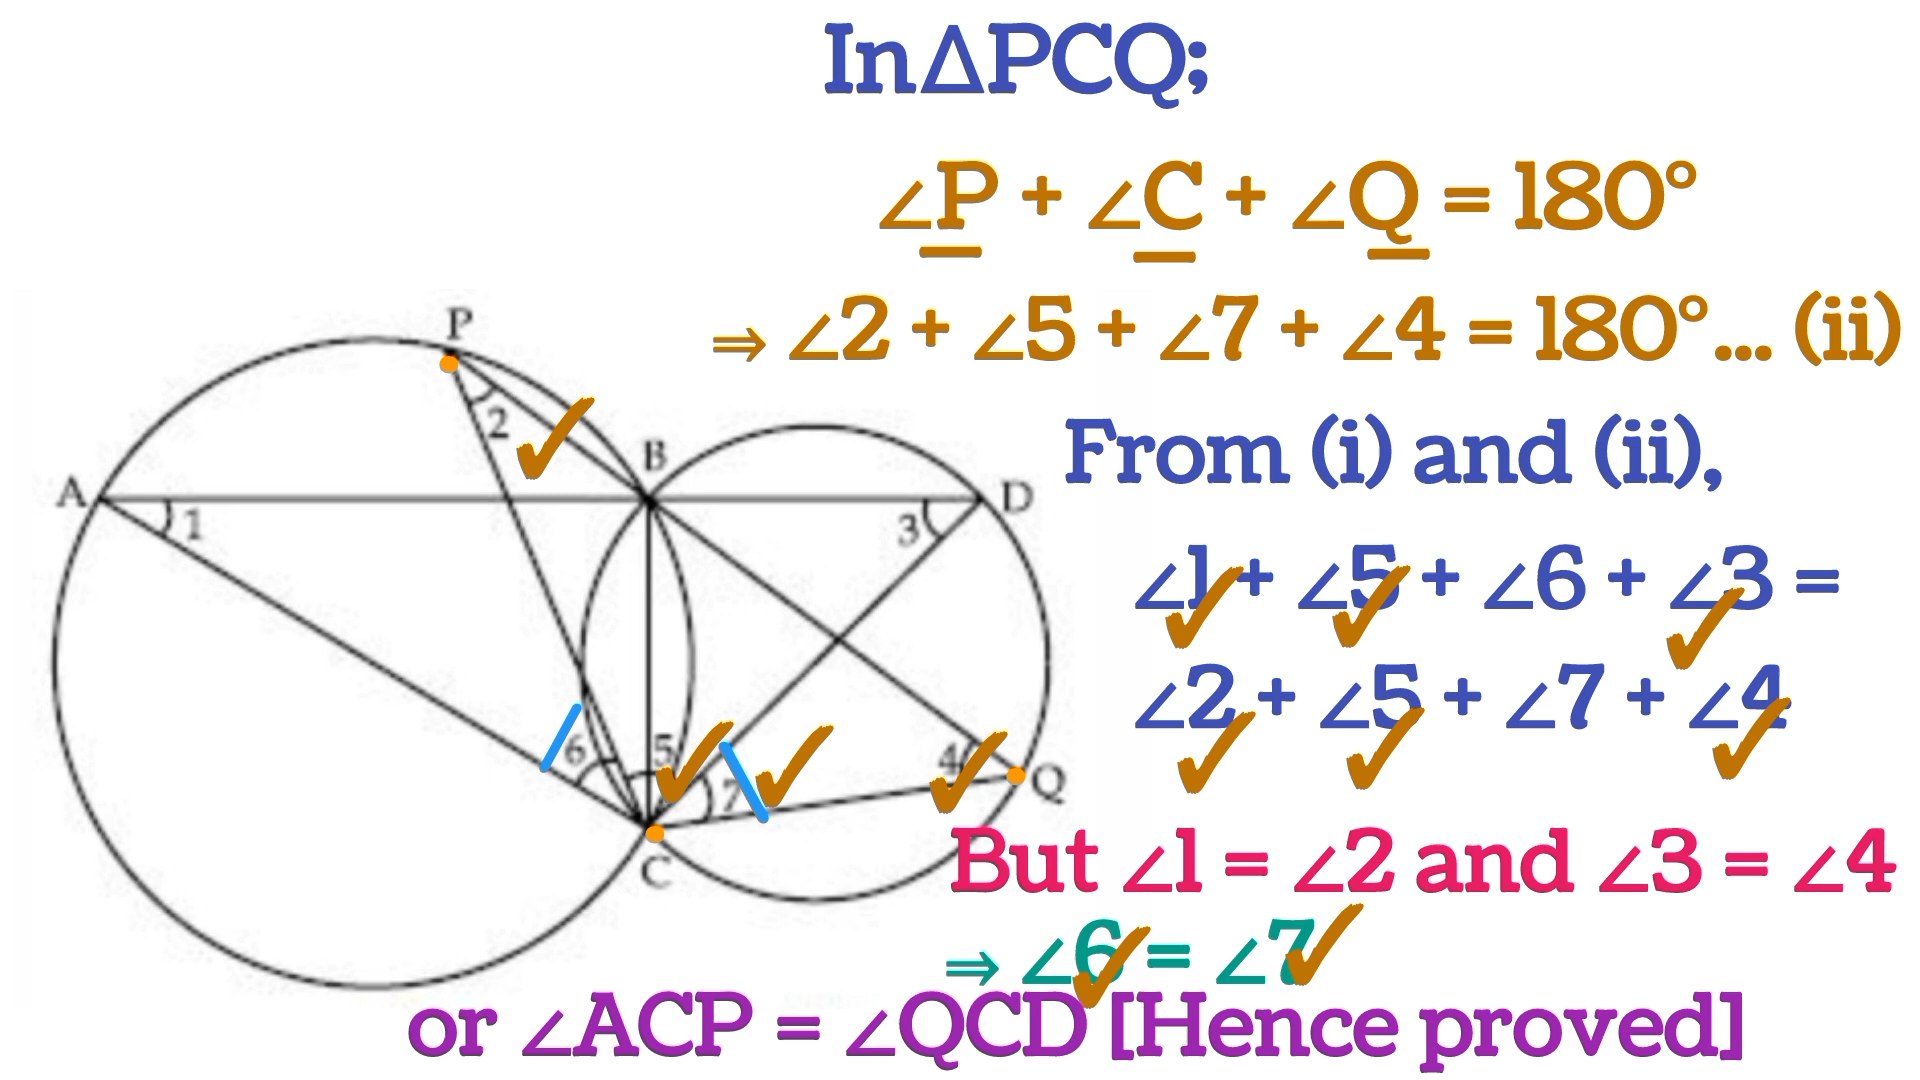 In∆PCQ;
∠P + ∠C + ∠Q = 180°
⇒ ∠2 + ∠5 + ∠7 + ∠4 = 180°... (ii)
From (i) and (ii),
∠1 + ∠5 + ∠6 + ∠3 =
∠2 + ∠5 + ∠7 + ∠4
But ∠1 = ∠2 and ∠3 = ∠4
⇒ ∠6 = ∠7
or ∠ACP = ∠QCD [Hence proved]
P
2
B
A
D
1
3
6
5
4
7
Q
C